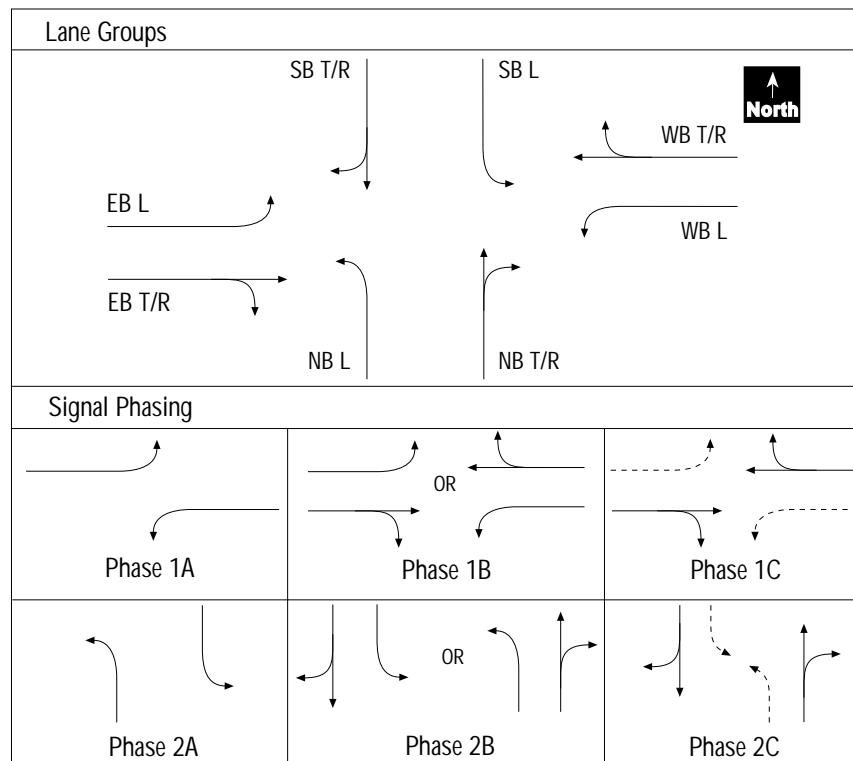 Lane Groups
SB T/R
SB L
North
WB T/R
EB L
WB L
EB T/R
NB L
NB T/R
Signal Phasing
OR
Phase 1A
Phase 1B
Phase 1C
OR
Phase 2A
Phase 2B
Phase 2C